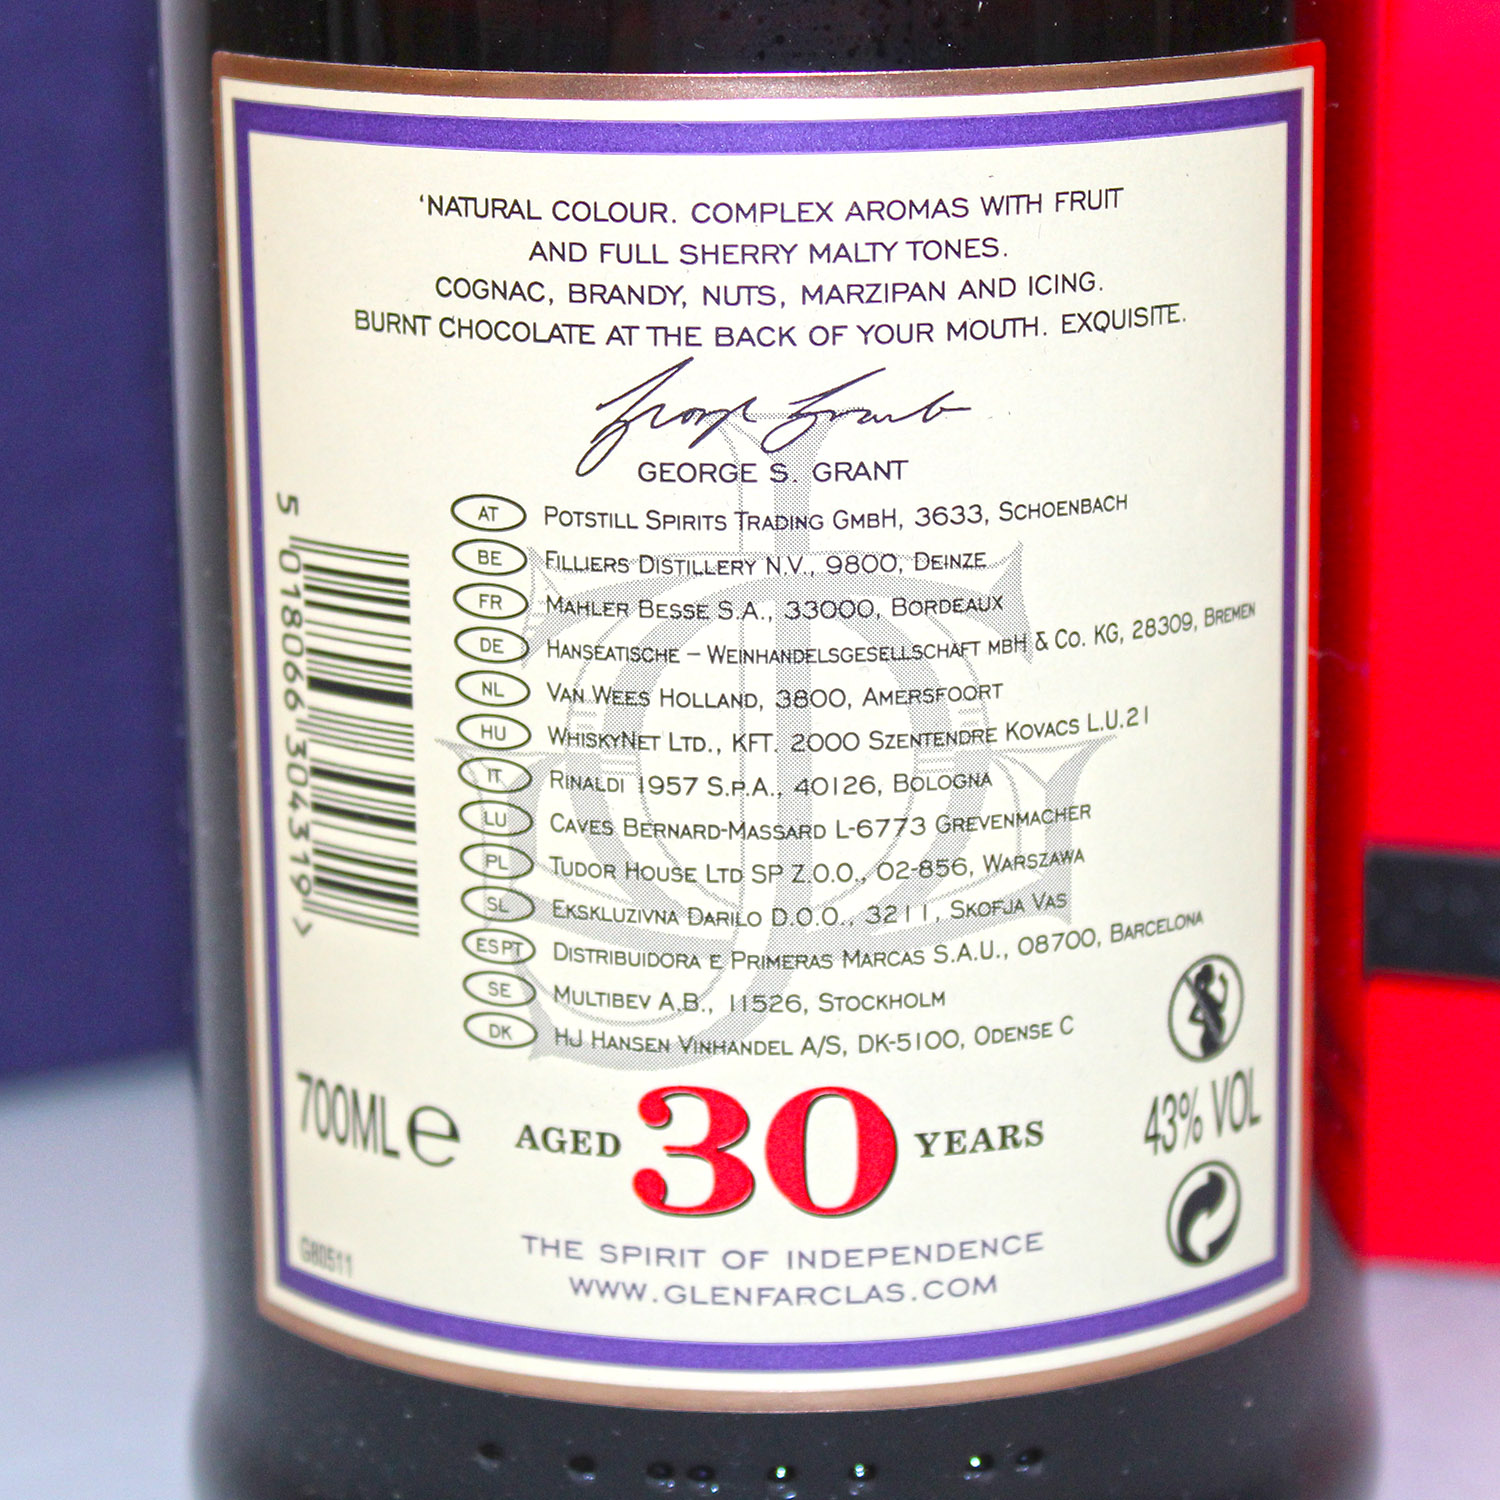 ‘NATURAL COLOUR. COMPLEX AROMAS WITH FRUIT
AND FULL SHERRY MALTY TONES.
COGNAC, BRANDY, NUTS, MARZIPAN AND ICING.
BURNT CHOCOLATE AT THE BACK OF YOUR MOUTH. EXQUISITE.
George S. Grant
GEORGE S. GRANT
AT POTSTILL SPIRITS TRADING GMBH, 3633, SCHOENBACH
BE FILLIERS DISTILLERY N.V., 9800, DEINZE
FR MAHLER BESSE S.A., 33000, BORDEAUX
DE HANSEATISCHE – WEINHANDELSGESELLSCHAFT MBH & CO. KG, 28309, BREMEN
NL VAN WEES HOLLAND, 3800, AMERSFOORT
HU WHISKYNET LTD., KFT. 2000 SZENTENDRE KOVACS L.U.21
IT RINALDI 1957 S.P.A., 40126, BOLOGNA
LU CAVES BERNARD-MASSARD L-6773 GREVENMACHER
PL TUDOR HOUSE LTD SP Z.O.O., 02-856, WARSZAWA
SL EKSKLUZIVNA DARILO D.O.O., 3211, SKOFJA VAS
ES PT DISTRIBUIDORA E PRIMERAS MARCAS S.A.U., 08700, BARCELONA
SE MULTIBEV A.B., 11526, STOCKHOLM
DK HJ HANSEN VINHANDEL A/S, DK-5100, ODENSE C
5 018066 304319 >
700ML e
AGED 30 YEARS
43% VOL
THE SPIRIT OF INDEPENDENCE
WWW.GLENFARCLAS.COM
GB0511